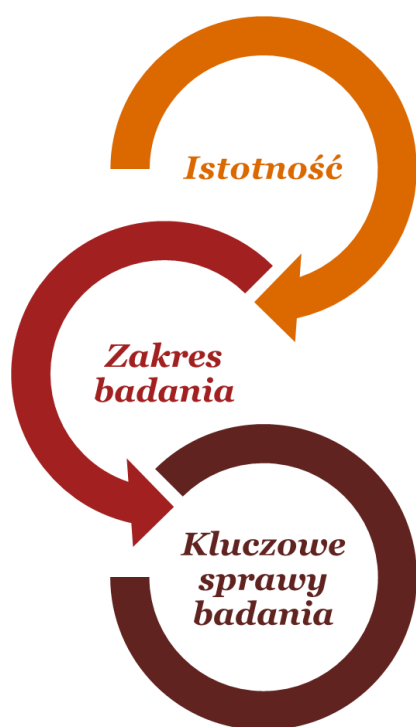 Istotność
Zakres
badania
Kluczowe
sprawy
badania